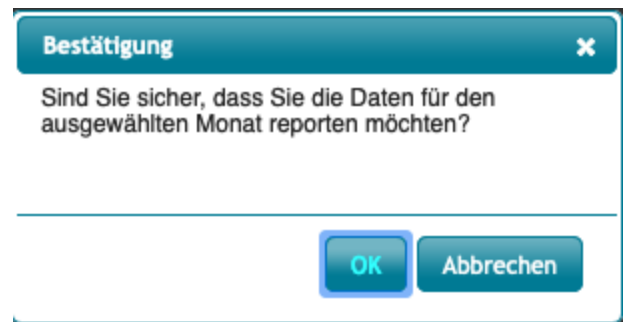 Bestätigung
Sind Sie sicher, dass Sie die Daten für den
ausgewählten Monat reporten möchten?
OK
Abbrechen